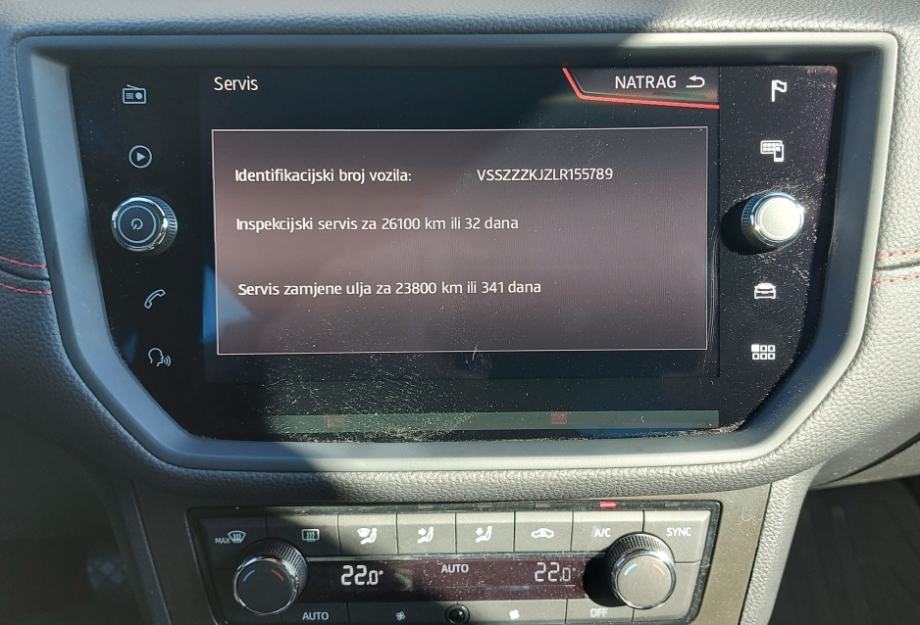 Servis
NATRAG
Identifikacijski broj vozila: VSSZZZKJZLR155789
Inspekcijski servis za 26100 km ili 32 dana
Servis zamjene ulja za 23800 km ili 341 dana
MAX
A/C
SYNC
22.0°
AUTO
22.0°
AUTO
OFF